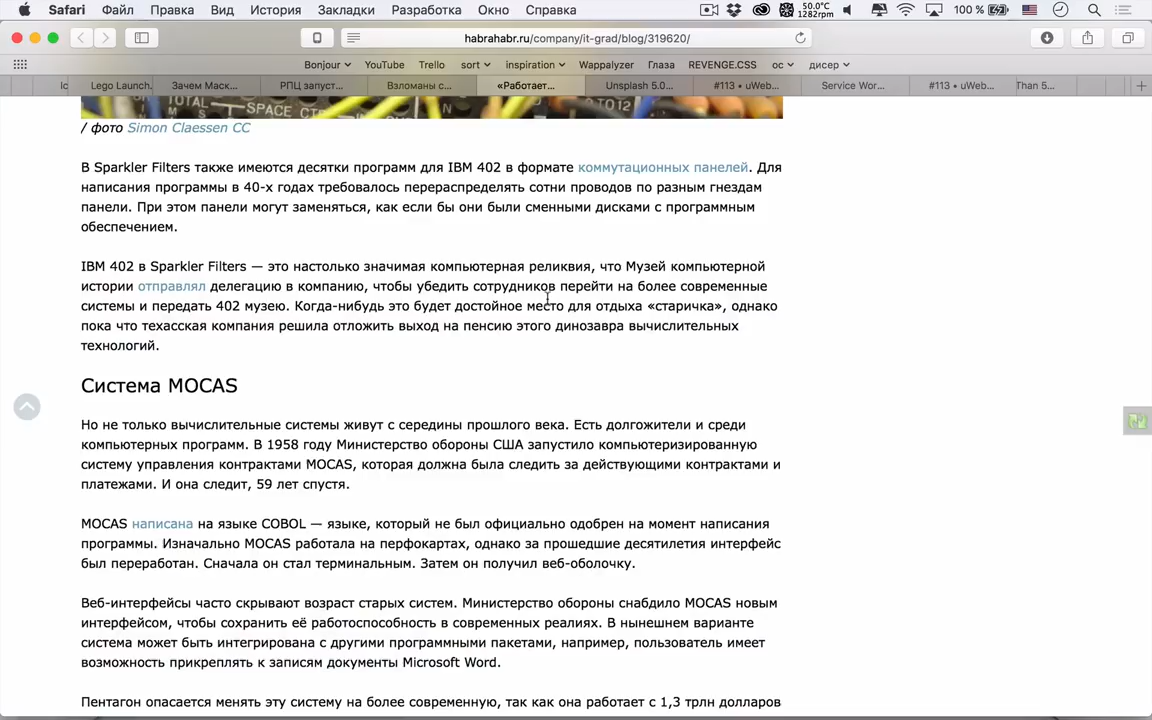 Safari Файл Правка Вид История Закладки Разработка Окно Справка 50.0°C 1282rpm 100 %
habrahabr.ru/company/it-grad/blog/319620/
Bonjour YouTube Trello sort inspiration Wappalyzer Глаза REVENGE.CSS ос дисер
Ic Lego Launch. Зачем Маск... РПЦ запуст... Взломаны с... «Работает... Unsplash 5.0... #113 • uWeb... Service Wor... #113 • uWeb... Than 5...
TOTAL SPACE CTR TO12
/ фото Simon Claessen CC
В Sparkler Filters также имеются десятки программ для IBM 402 в формате коммутационных панелей. Для
написания программы в 40-х годах требовалось перераспределять сотни проводов по разным гнездам
панели. При этом панели могут заменяться, как если бы они были сменными дисками с программным
обеспечением.
IBM 402 в Sparkler Filters — это настолько значимая компьютерная реликвия, что Музей компьютерной
истории отправлял делегацию в компанию, чтобы убедить сотрудников перейти на более современные
системы и передать 402 музею. Когда-нибудь это будет достойное место для отдыха «старичка», однако
пока что техасская компания решила отложить выход на пенсию этого динозавра вычислительных
технологий.
Система MOCAS
Но не только вычислительные системы живут с середины прошлого века. Есть долгожители и среди
компьютерных программ. В 1958 году Министерство обороны США запустило компьютеризированную
систему управления контрактами MOCAS, которая должна была следить за действующими контрактами и
платежами. И она следит, 59 лет спустя.
MOCAS написана на языке COBOL — языке, который не был официально одобрен на момент написания
программы. Изначально MOCAS работала на перфокартах, однако за прошедшие десятилетия интерфейс
был переработан. Сначала он стал терминальным. Затем он получил веб-оболочку.
Веб-интерфейсы часто скрывают возраст старых систем. Министерство обороны снабдило MOCAS новым
интерфейсом, чтобы сохранить её работоспособность в современных реалиях. В нынешнем варианте
система может быть интегрирована с другими программными пакетами, например, пользователь имеет
возможность прикреплять к записям документы Microsoft Word.
Пентагон опасается менять эту систему на более современную, так как она работает с 1,3 трлн долларов